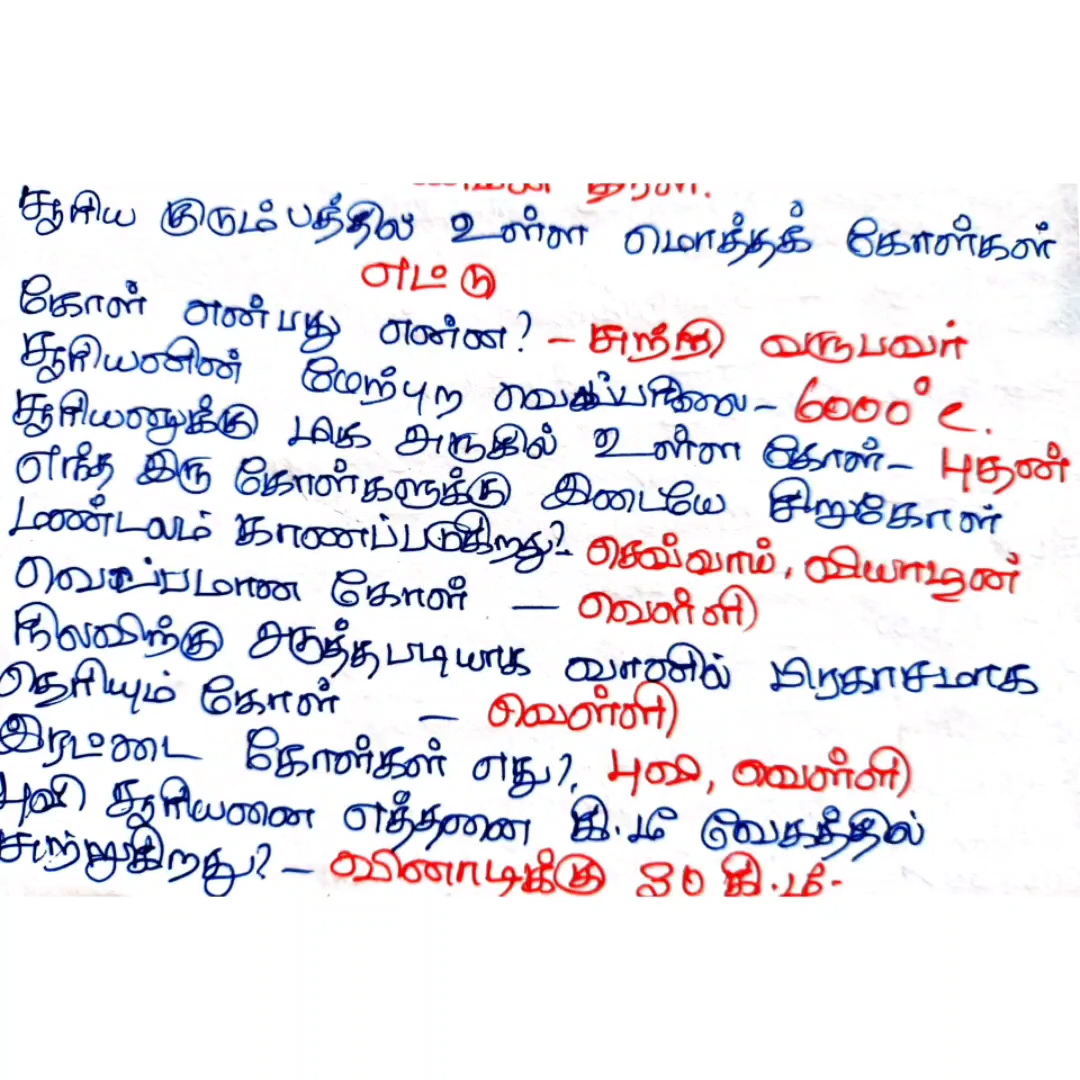 சூரிய குடும்பத்தில் உள்ள மொத்தக் கோள்கள்
எட்டு
கோள் என்பது என்ன? – சுற்றி வருபவர்
சூரியனின் மேற்புற வெப்பநிலை – 6000°C.
சூரியனுக்கு மிக அருகில் உள்ள கோள் – புதன்
எந்த இரு கோள்களுக்கு இடையே சிறுகோள்
மண்டலம் காணப்படுகிறது? – செவ்வாய், வியாழன்
வெப்பமான கோள் – வெள்ளி
நிலவிற்கு அடுத்தபடியாக வானில் பிரகாசமாக
தெரியும் கோள் – வெள்ளி
இரட்டை கோள்கள் எது?, புவி, வெள்ளி
புவி சூரியனை எத்தனை கி.மீ வேகத்தில்
சுற்றுகிறது? – வினாடிக்கு 30 கி.மீ.